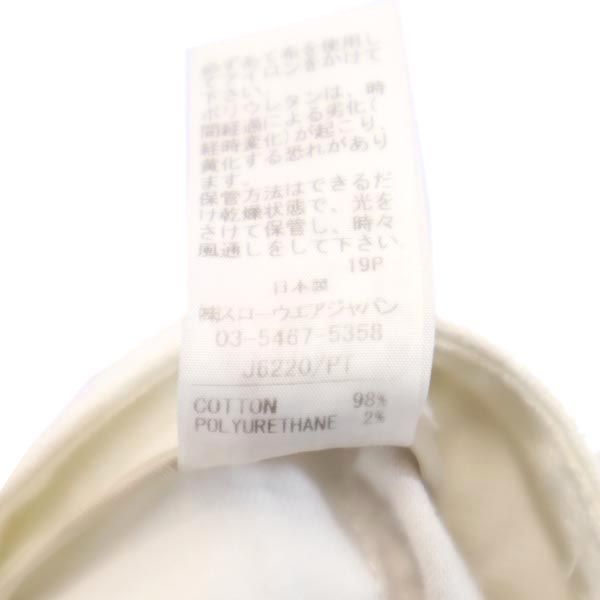 必ずあて布を使用し
てアイロンをかけて
下さい。
ポリウレタンは、時
間経過による劣化(
経時変化)が起こり、
黄化する恐れがあり
ます。
保管方法はできるだ
け乾燥状態で、光を
さけて保管し、時々
風通しをして下さい。
19P
日本製
㈱スローウエアジャパン
03-5467-5358
J6220/PT
COTTON 98%
POLYURETHANE 2%